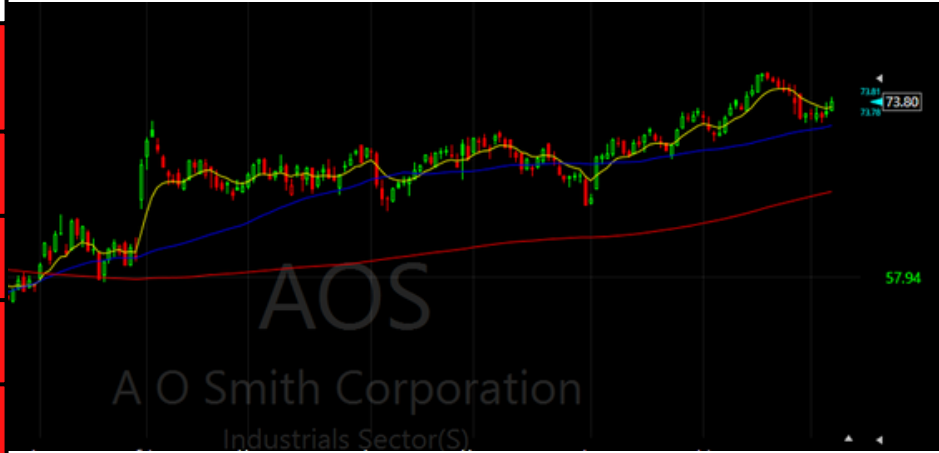 73.81
73.80
73.78
57.94
AOS
A O Smith Corporation
Industrials Sector(S)